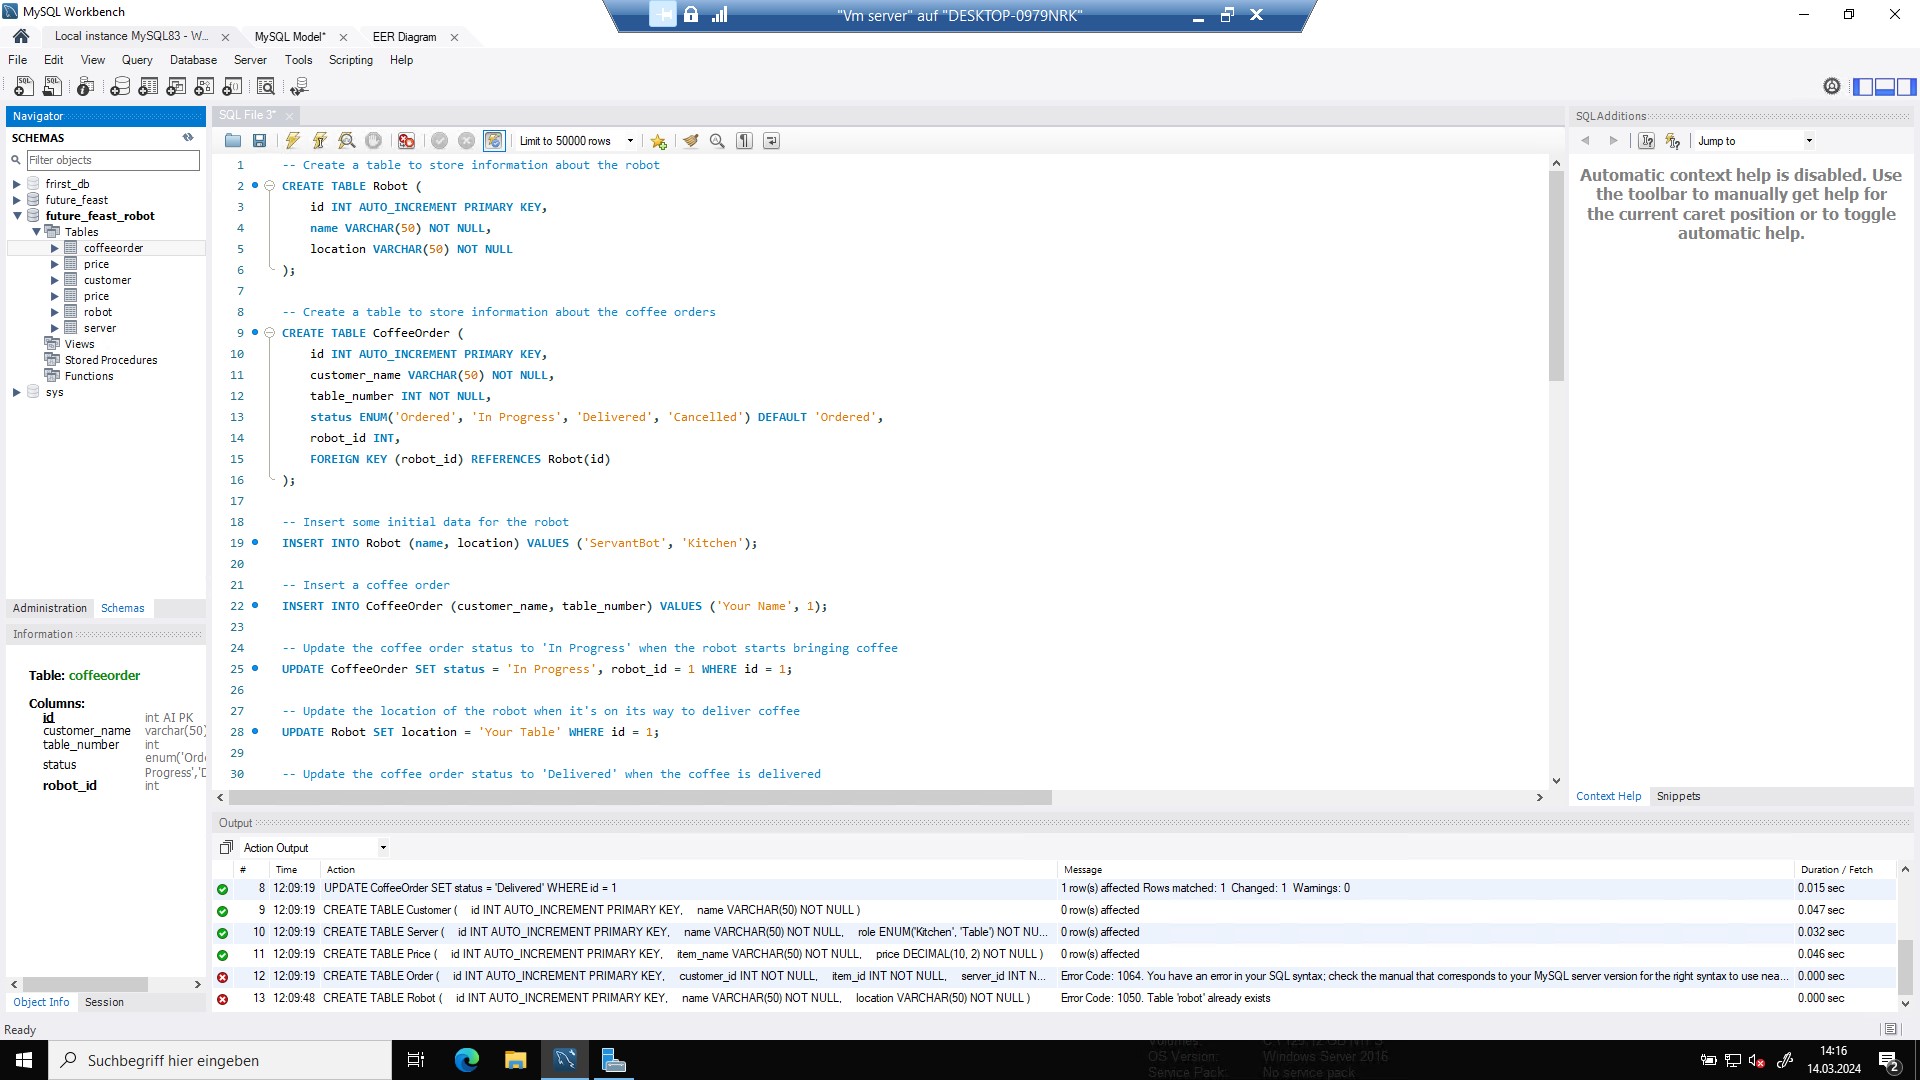 MySQL Workbench
"Vm server" auf "DESKTOP-0979NRK"
Local instance MySQL83 - W...
MySQL Model*
EER Diagram
File Edit View Query Database Server Tools Scripting Help
Navigator
SCHEMAS
Filter objects
frirst_db
future_feast
future_feast_robot
Tables
coffeeorder
price
customer
price
robot
server
Views
Stored Procedures
Functions
sys
Administration Schemas
Information
Table: coffeeorder
Columns:
id int AI PK
customer_name varchar(50)
table_number int
status enum('Orde
Progress','D
robot_id int
Object Info Session
SQL File 3*
Limit to 50000 rows
1 -- Create a table to store information about the robot
2 CREATE TABLE Robot (
3 id INT AUTO_INCREMENT PRIMARY KEY,
4 name VARCHAR(50) NOT NULL,
5 location VARCHAR(50) NOT NULL
6 );
7
8 -- Create a table to store information about the coffee orders
9 CREATE TABLE CoffeeOrder (
10 id INT AUTO_INCREMENT PRIMARY KEY,
11 customer_name VARCHAR(50) NOT NULL,
12 table_number INT NOT NULL,
13 status ENUM('Ordered', 'In Progress', 'Delivered', 'Cancelled') DEFAULT 'Ordered',
14 robot_id INT,
15 FOREIGN KEY (robot_id) REFERENCES Robot(id)
16 );
17
18 -- Insert some initial data for the robot
19 INSERT INTO Robot (name, location) VALUES ('ServantBot', 'Kitchen');
20
21 -- Insert a coffee order
22 INSERT INTO CoffeeOrder (customer_name, table_number) VALUES ('Your Name', 1);
23
24 -- Update the coffee order status to 'In Progress' when the robot starts bringing coffee
25 UPDATE CoffeeOrder SET status = 'In Progress', robot_id = 1 WHERE id = 1;
26
27 -- Update the location of the robot when it's on its way to deliver coffee
28 UPDATE Robot SET location = 'Your Table' WHERE id = 1;
29
30 -- Update the coffee order status to 'Delivered' when the coffee is delivered
SQL Additions
Jump to
Automatic context help is disabled. Use
the toolbar to manually get help for
the current caret position or to toggle
automatic help.
Context Help Snippets
Output
Action Output
# Time Action Message Duration / Fetch
8 12:09:19 UPDATE CoffeeOrder SET status = 'Delivered' WHERE id = 1 1 row(s) affected Rows matched: 1 Changed: 1 Warnings: 0 0.015 sec
9 12:09:19 CREATE TABLE Customer ( id INT AUTO_INCREMENT PRIMARY KEY, name VARCHAR(50) NOT NULL ) 0 row(s) affected 0.047 sec
10 12:09:19 CREATE TABLE Server ( id INT AUTO_INCREMENT PRIMARY KEY, name VARCHAR(50) NOT NULL, role ENUM('Kitchen', 'Table') NOT NU... 0 row(s) affected 0.032 sec
11 12:09:19 CREATE TABLE Price ( id INT AUTO_INCREMENT PRIMARY KEY, item_name VARCHAR(50) NOT NULL, price DECIMAL(10, 2) NOT NULL ) 0 row(s) affected 0.046 sec
12 12:09:19 CREATE TABLE Order ( id INT AUTO_INCREMENT PRIMARY KEY, customer_id INT NOT NULL, item_id INT NOT NULL, server_id INT N... Error Code: 1064. You have an error in your SQL syntax; check the manual that corresponds to your MySQL server version for the right syntax to use nea... 0.000 sec
13 12:09:48 CREATE TABLE Robot ( id INT AUTO_INCREMENT PRIMARY KEY, name VARCHAR(50) NOT NULL, location VARCHAR(50) NOT NULL ) Error Code: 1050. Table 'robot' already exists 0.000 sec
Ready
Suchbegriff hier eingeben
OS Version: Windows Server 2016
Service Pack: No service pack
14:16
14.03.2024
2